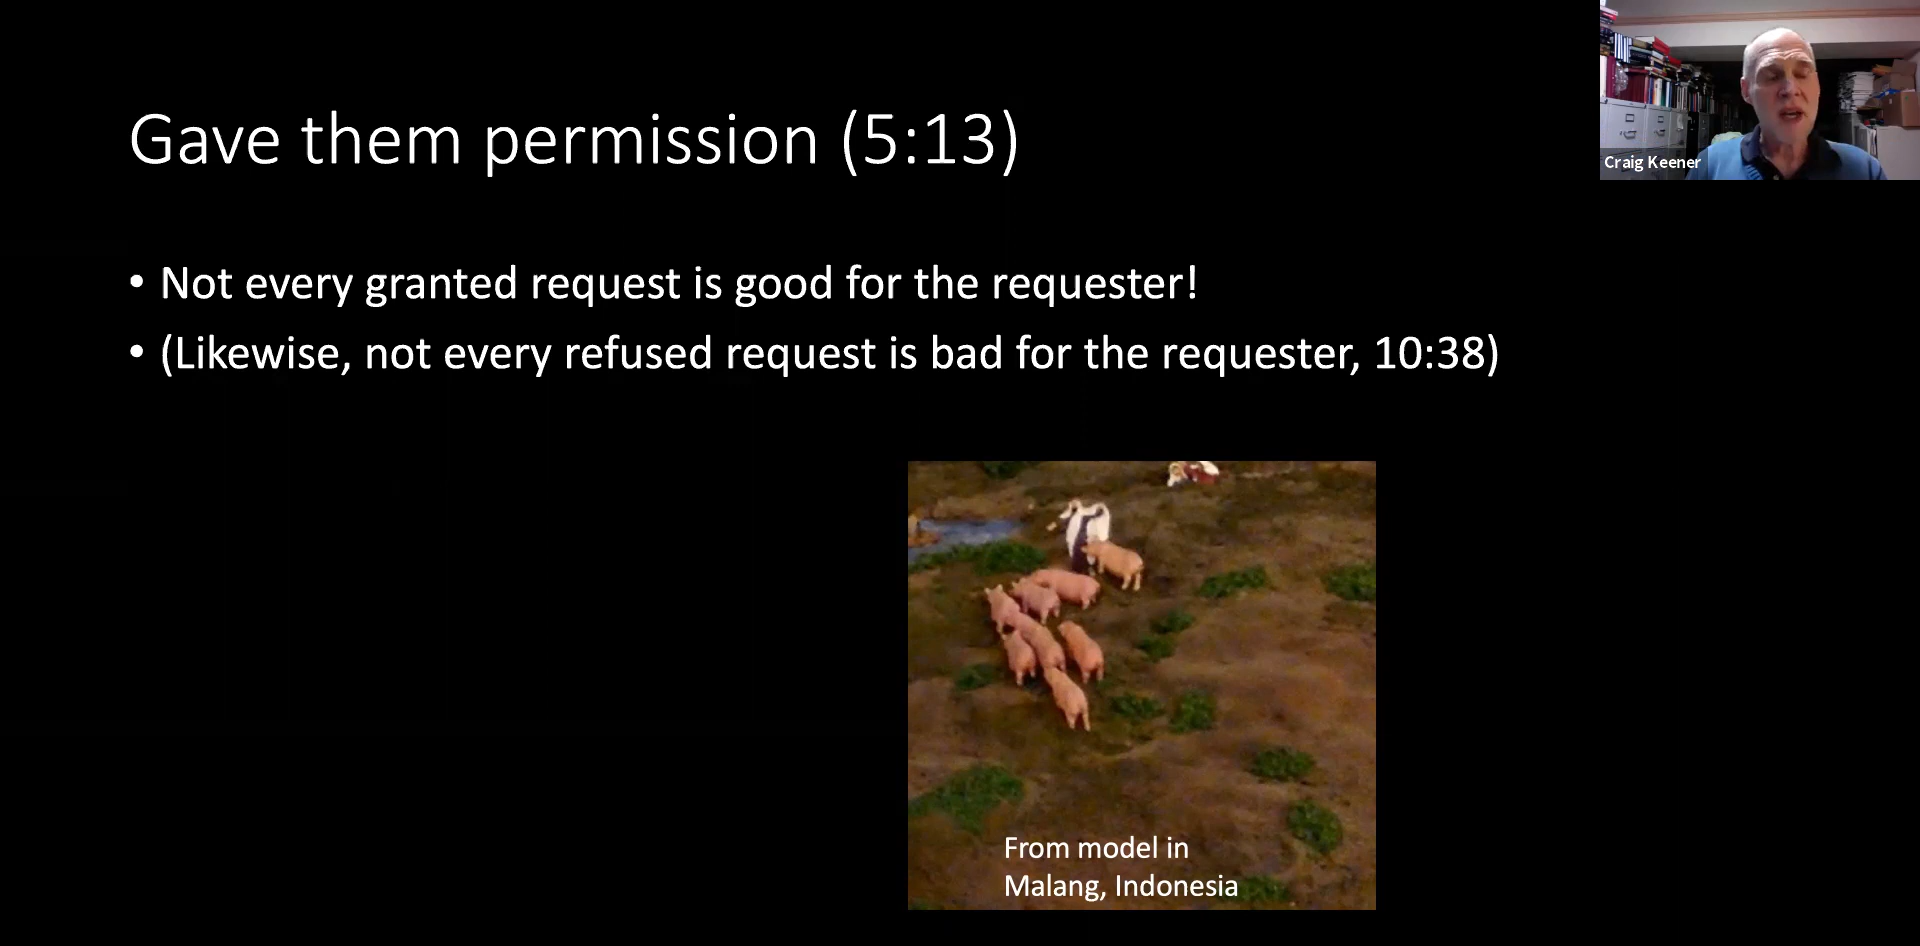 Gave them permission (5:13)
• Not every granted request is good for the requester!
• (Likewise, not every refused request is bad for the requester, 10:38)
Craig Keener
From model in
Malang, Indonesia